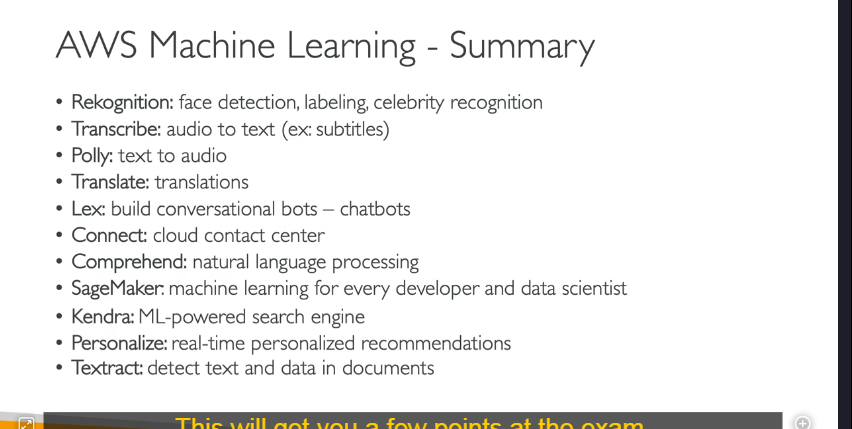 AWS Machine Learning - Summary
• Rekognition: face detection, labeling, celebrity recognition
• Transcribe: audio to text (ex: subtitles)
• Polly: text to audio
• Translate: translations
• Lex: build conversational bots – chatbots
• Connect: cloud contact center
• Comprehend: natural language processing
• SageMaker: machine learning for every developer and data scientist
• Kendra: ML-powered search engine
• Personalize: real-time personalized recommendations
• Textract: detect text and data in documents
This will get you a few points at the exam